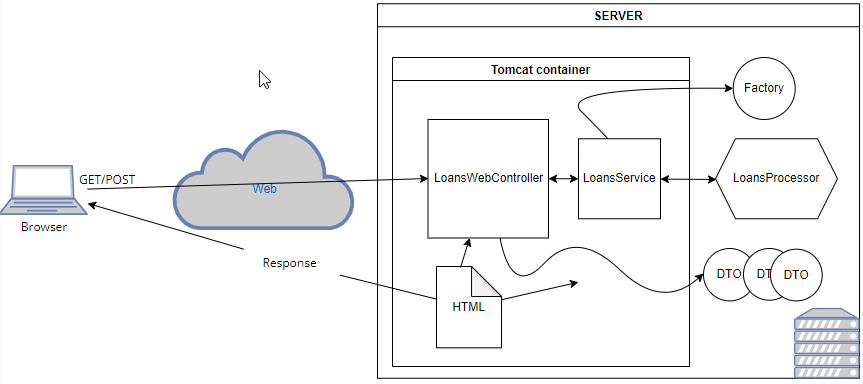 SERVER
Tomcat container
Factory
GET/POST
Web
LoansWebController
LoansService
LoansProcessor
Browser
Response
DTO
DT
DTO
HTML